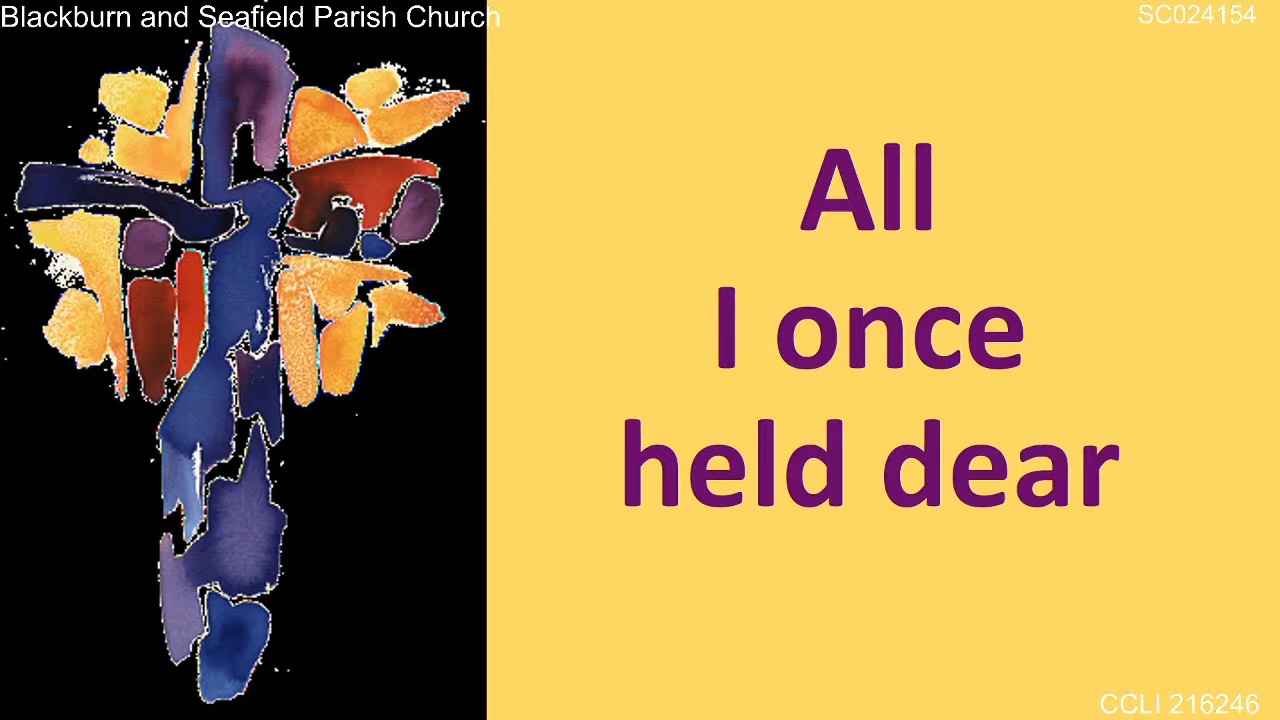 Blackburn and Seafield Parish Church
SC024154
All
I once
held dear
CCLI 216246